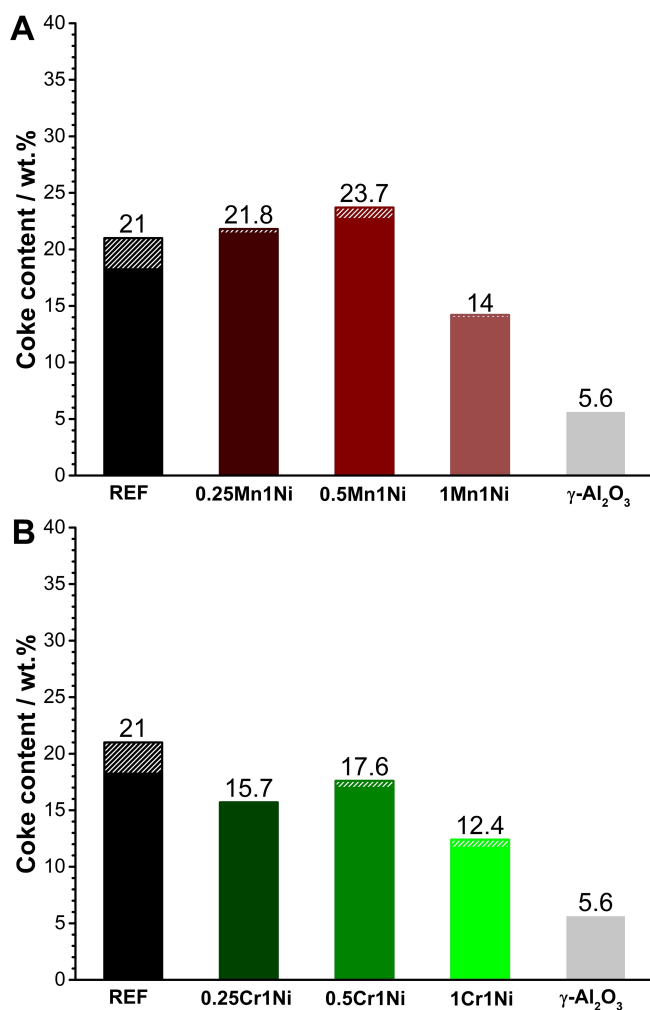 A
Coke content / wt.%
40
35
30
25
20
15
10
5
0
21
21.8
23.7
14
5.6
REF
0.25Mn1Ni
0.5Mn1Ni
1Mn1Ni
γ-Al₂O₃
B
Coke content / wt.%
40
35
30
25
20
15
10
5
0
21
15.7
17.6
12.4
5.6
REF
0.25Cr1Ni
0.5Cr1Ni
1Cr1Ni
γ-Al₂O₃